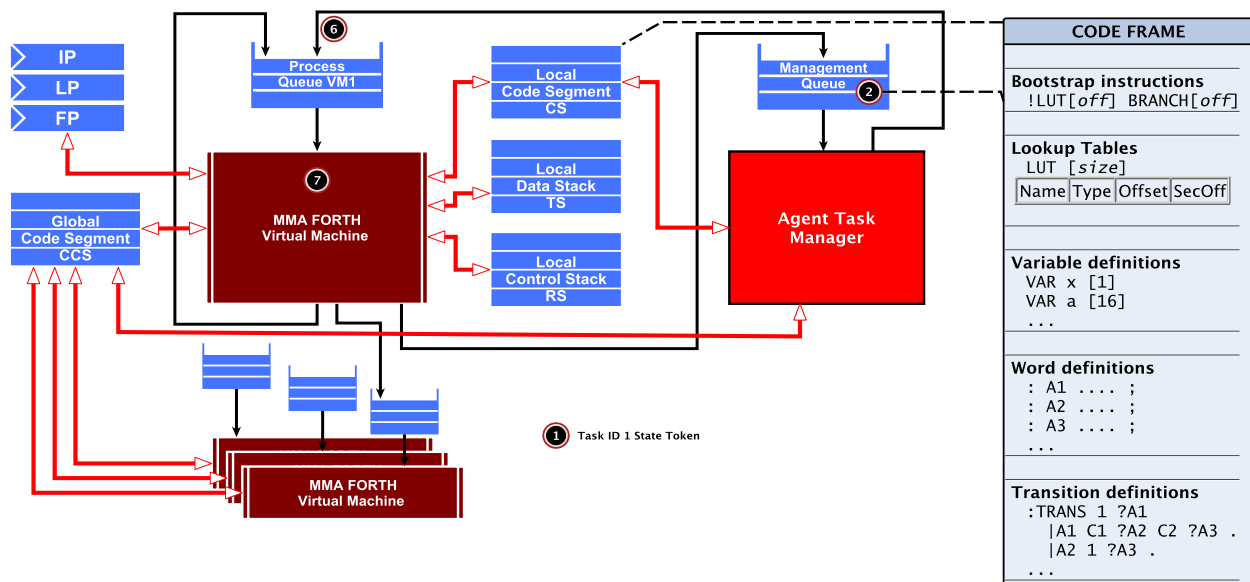 6
IP
LP
FP
Process
Queue VM1
Local
Code Segment
CS
Management
Queue
2
7
MMA FORTH
Virtual Machine
Local
Data Stack
TS
Agent Task
Manager
Global
Code Segment
CCS
Local
Control Stack
RS
1
Task ID 1 State Token
MMA FORTH
Virtual Machine
CODE FRAME
Bootstrap instructions
!LUT[off] BRANCH[off]
Lookup Tables
LUT [size]
Name Type Offset SecOff
Variable definitions
VAR x [1]
VAR a [16]
...
Word definitions
: A1 .... ;
: A2 .... ;
: A3 .... ;
...
Transition definitions
:TRANS 1 ?A1
|A1 C1 ?A2 C2 ?A3 .
|A2 1 ?A3 .
...